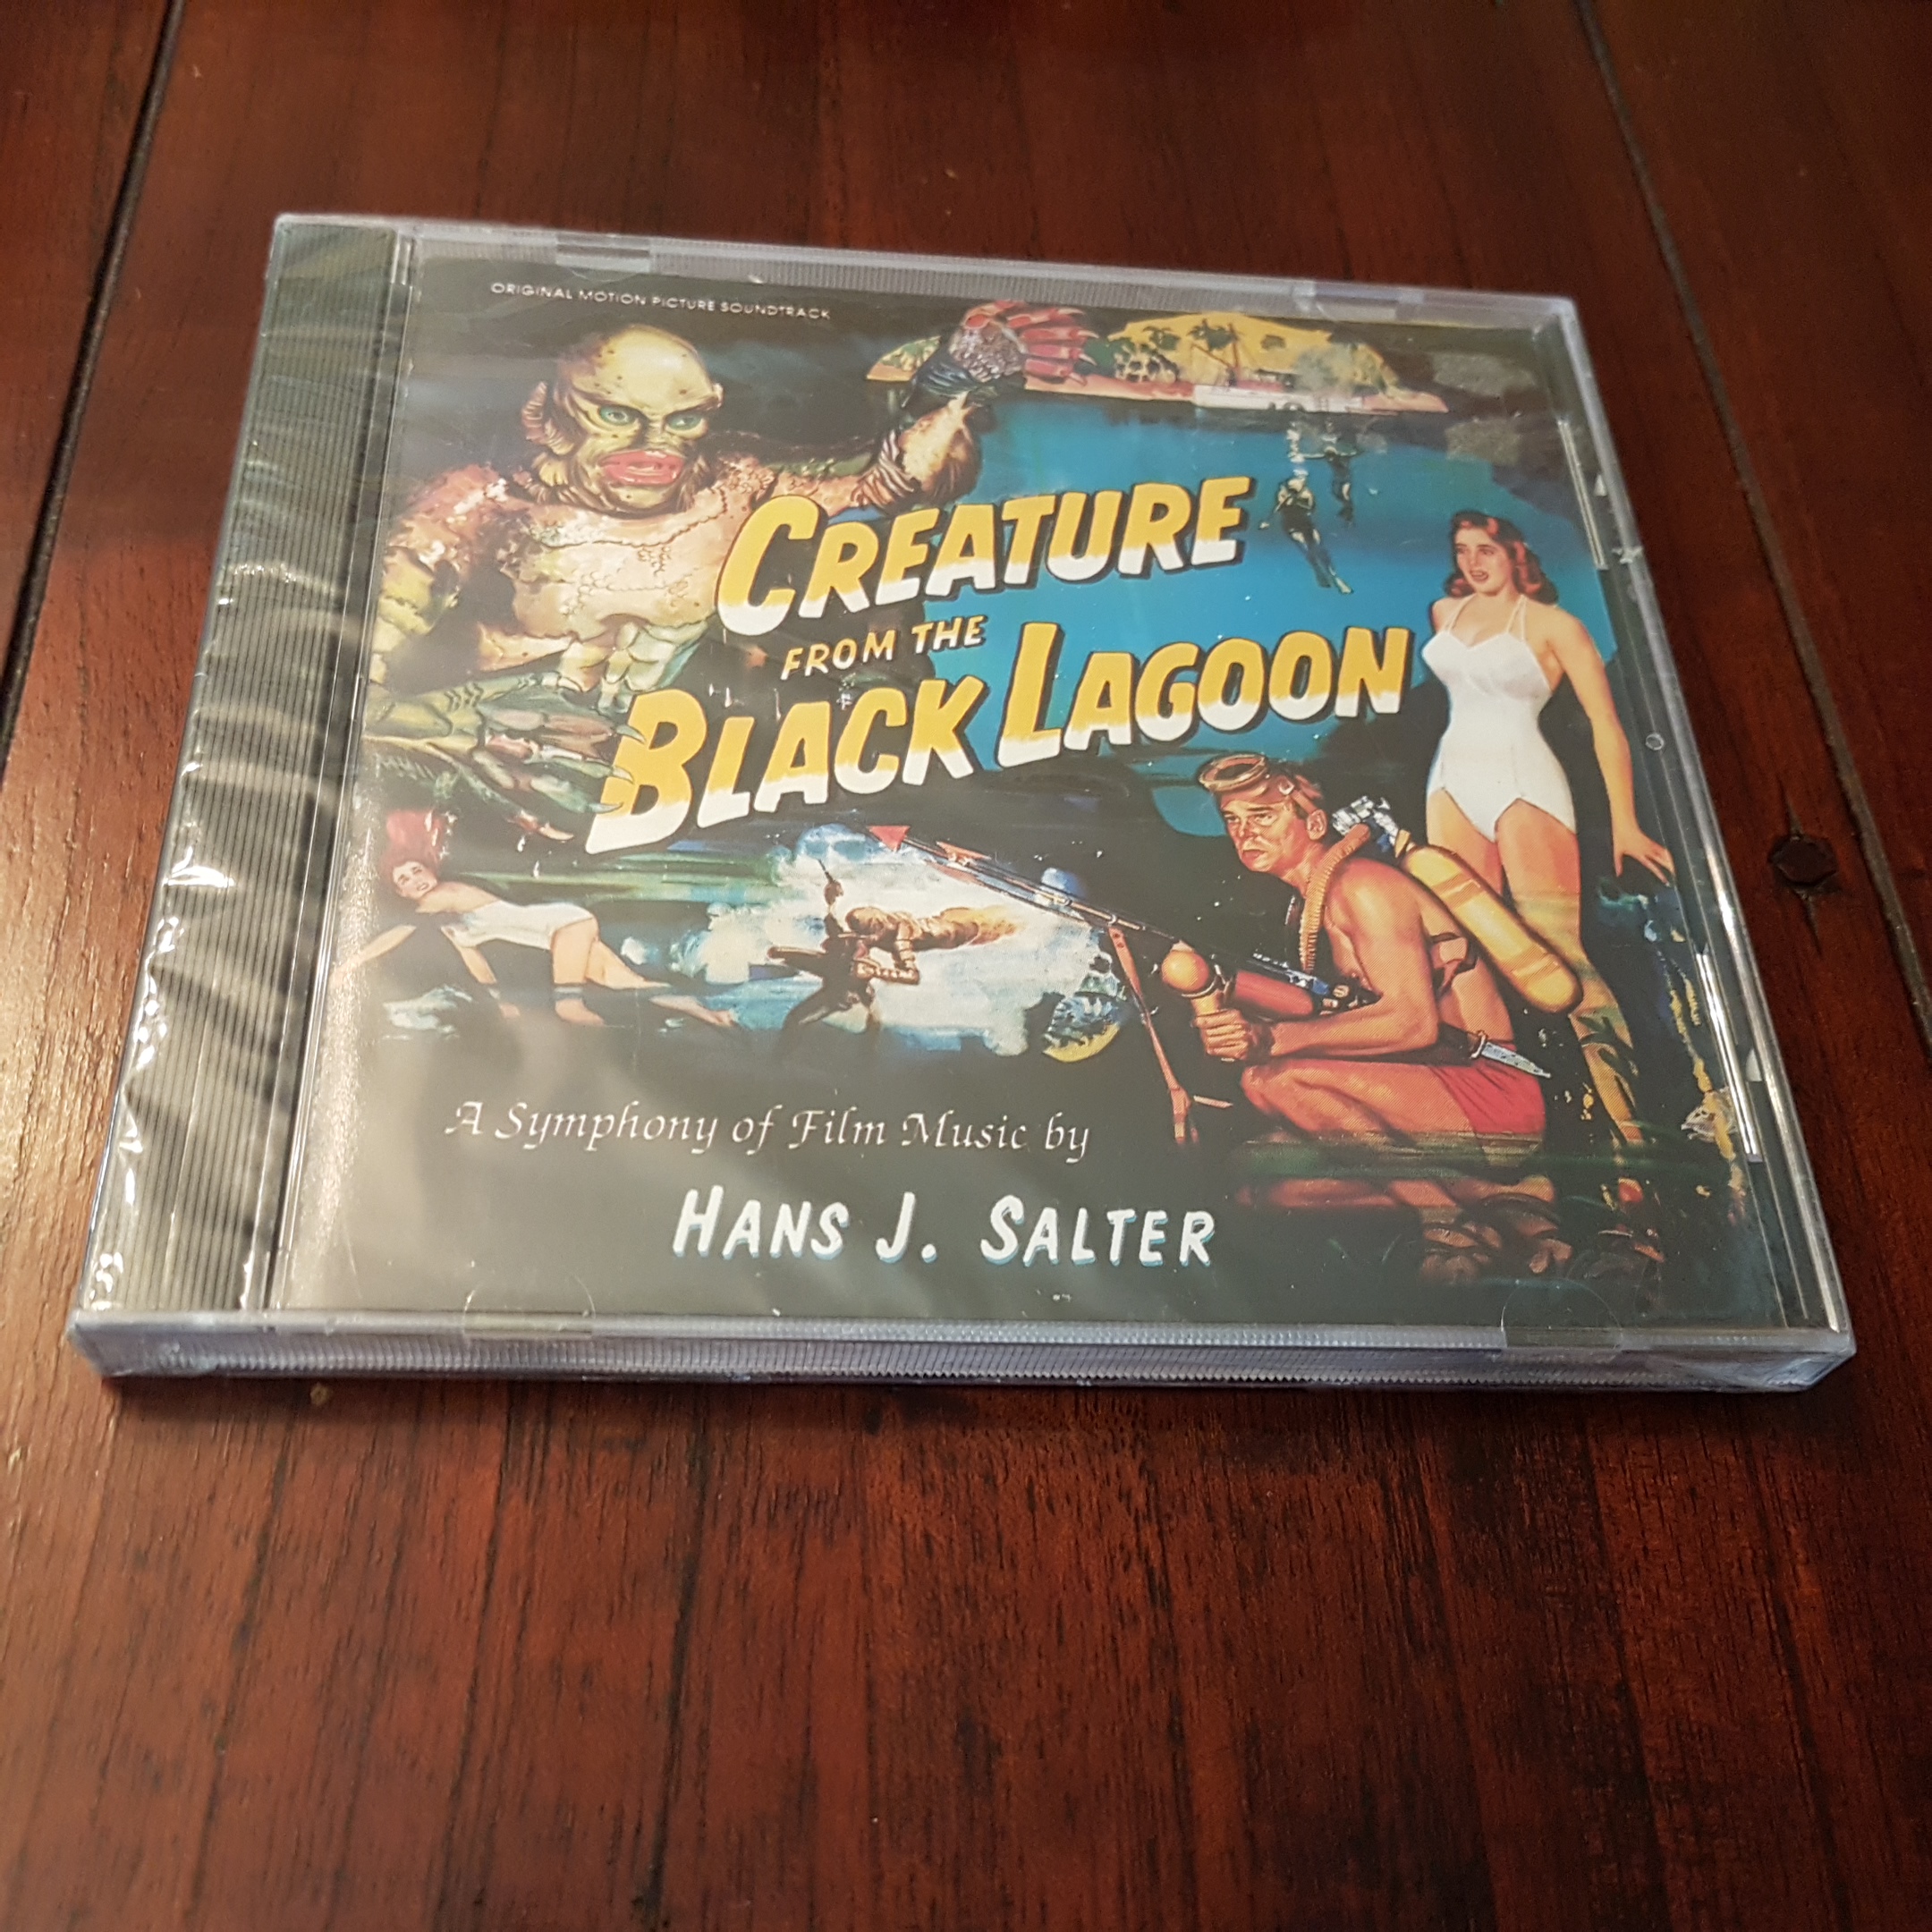 ORIGINAL MOTION PICTURE SOUNDTRACK
CREATURE
FROM THE
BLACK LAGOON
A Symphony of Film Music by
HANS J. SALTER